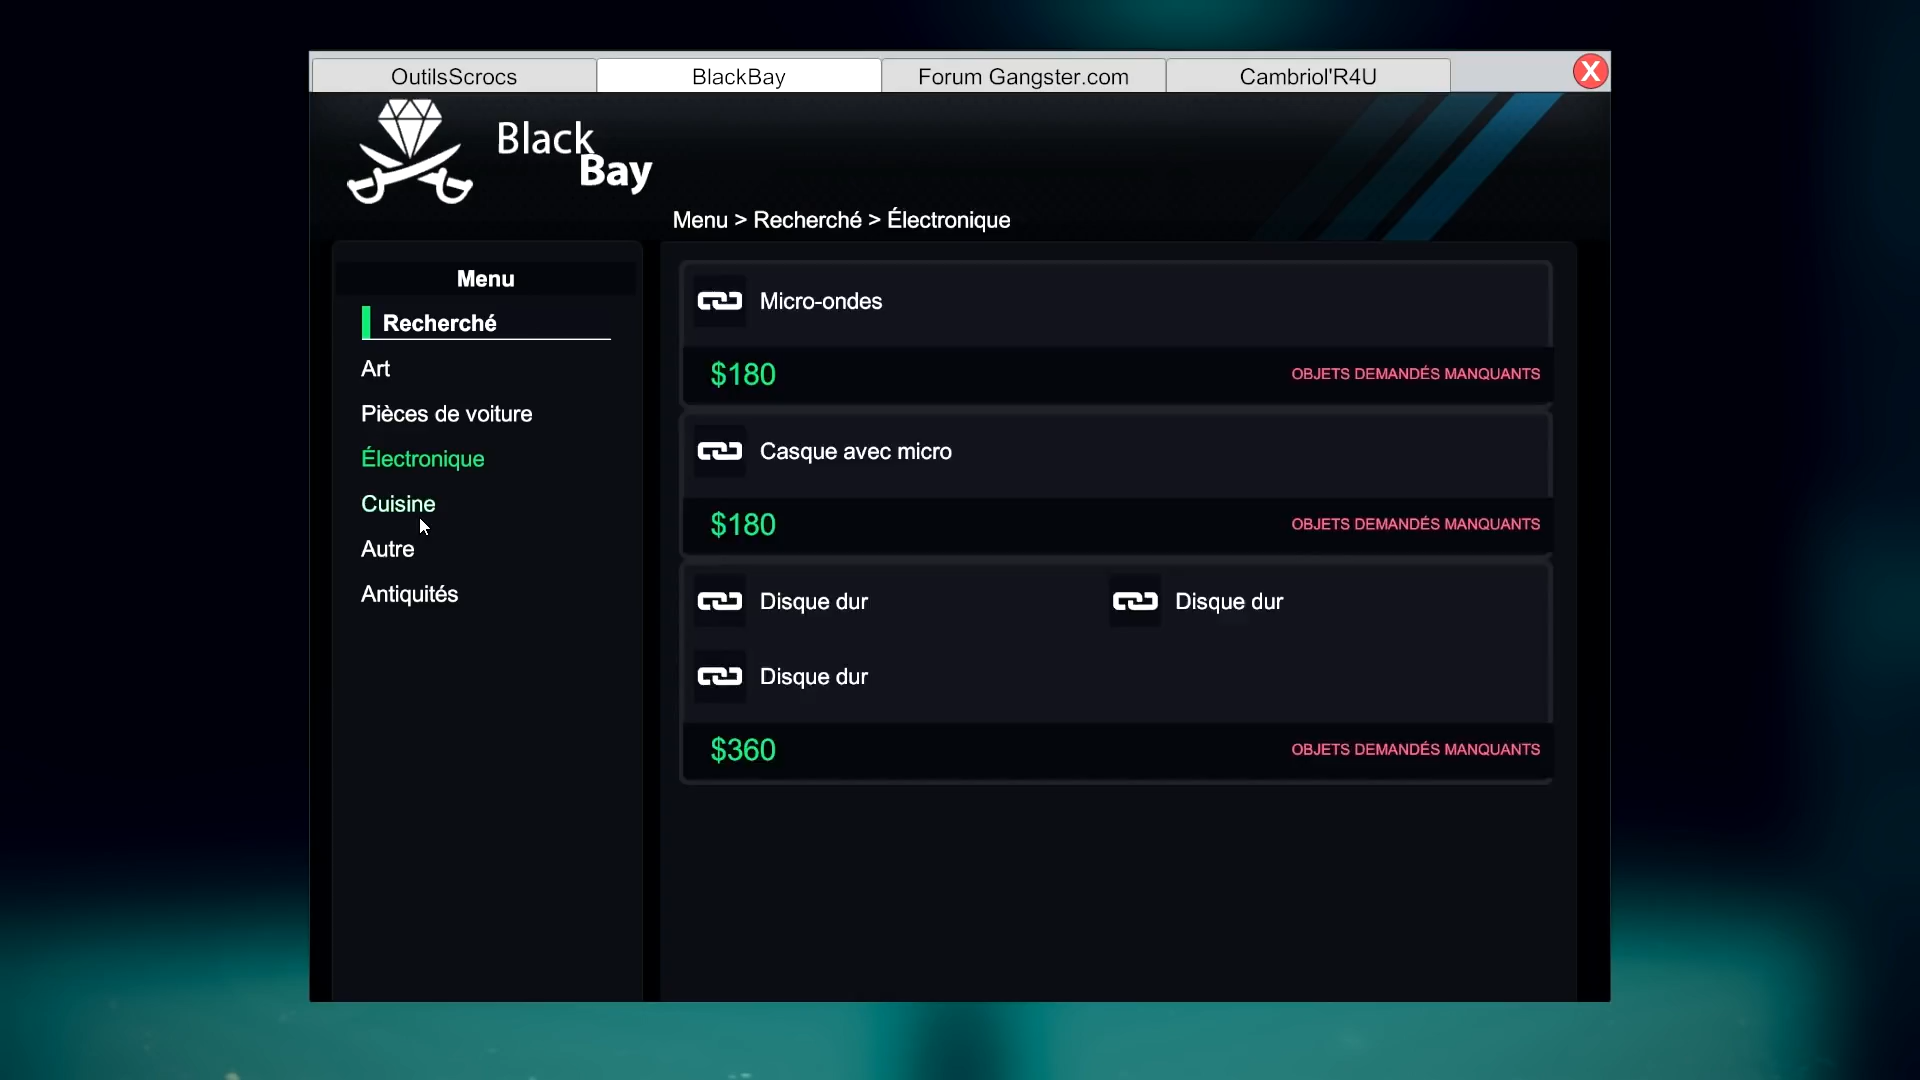 OutilsScrocs
BlackBay
Forum Gangster.com
Cambriol'R4U
X
Black
Bay
Menu > Recherché > Électronique
Menu
Recherché
Art
Pièces de voiture
Électronique
Cuisine
Autre
Antiquités
Micro-ondes
$180
OBJETS DEMANDÉS MANQUANTS
Casque avec micro
$180
OBJETS DEMANDÉS MANQUANTS
Disque dur
Disque dur
Disque dur
$360
OBJETS DEMANDÉS MANQUANTS